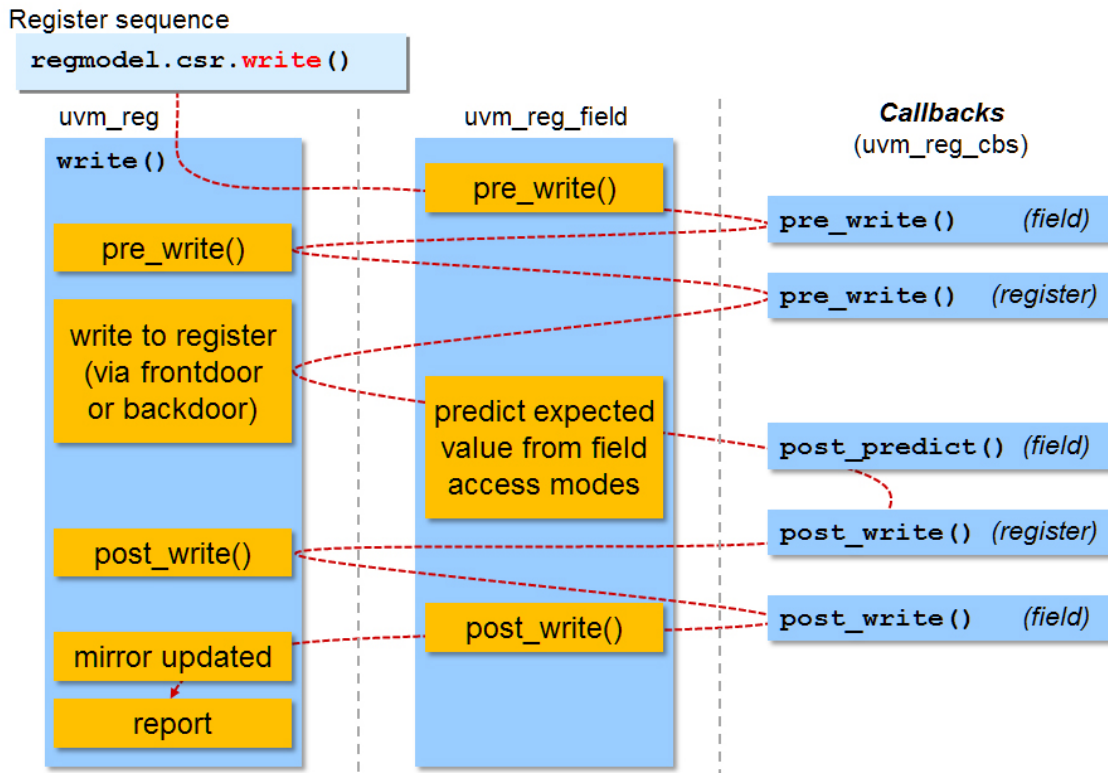 Register sequence
regmodel.csr.write()
uvm_reg
uvm_reg_field
Callbacks
(uvm_reg_cbs)
write()
pre_write()
pre_write() (field)
pre_write()
pre_write() (register)
write to register
(via frontdoor
or backdoor)
predict expected
value from field
access modes
post_predict() (field)
post_write() (register)
post_write()
post_write() (field)
post_write()
mirror updated
report